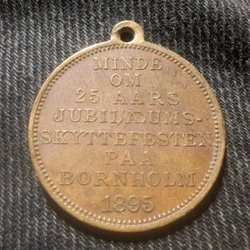 MINDE
OM
25 AARS
JUBILÆUMS-
SKYTTEFESTEN
PAA
BORNHOLM
1895